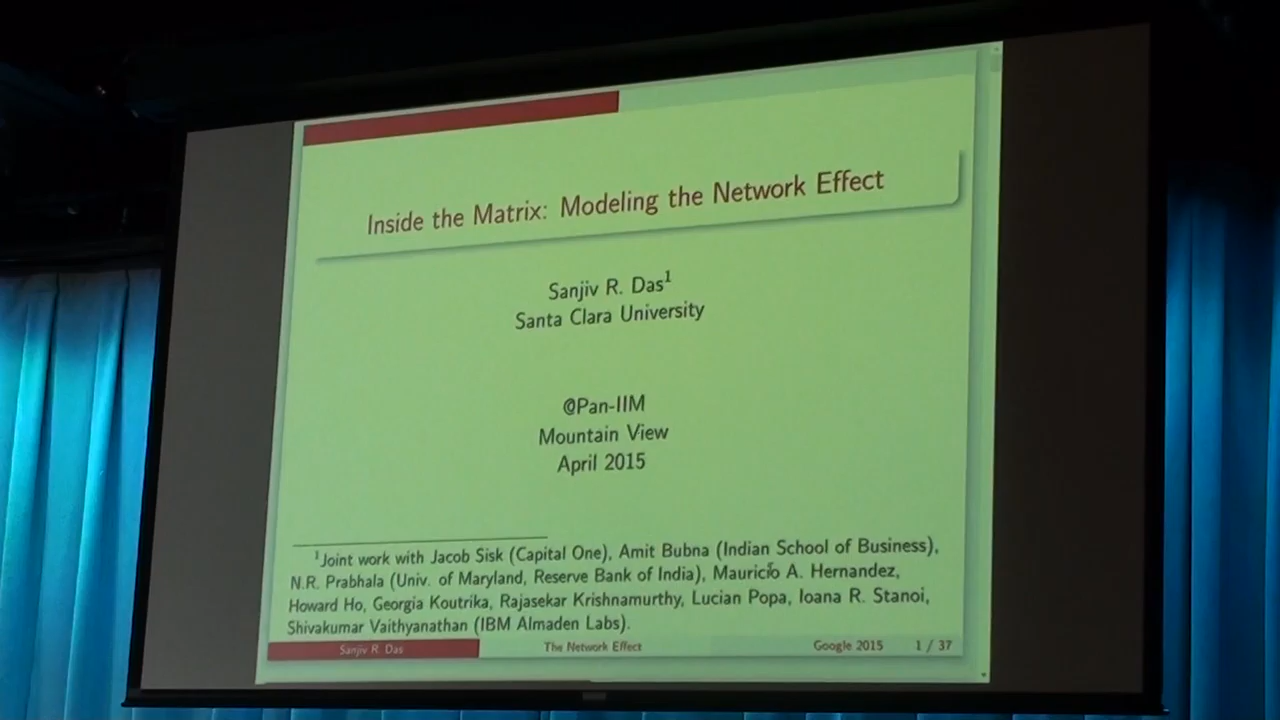 Inside the Matrix: Modeling the Network Effect
Sanjiv R. Das1
Santa Clara University
@Pan-IIM
Mountain View
April 2015
1Joint work with Jacob Sisk (Capital One), Amit Bubna (Indian School of Business),
N.R. Prabhala (Univ. of Maryland, Reserve Bank of India), Mauricio A. Hernandez,
Howard Ho, Georgia Koutrika, Rajasekar Krishnamurthy, Lucian Popa, Ioana R. Stanoi,
Shivakumar Vaithyanathan (IBM Almaden Labs).
Sanjiv R. Das The Network Effect Google 2015 1 / 37